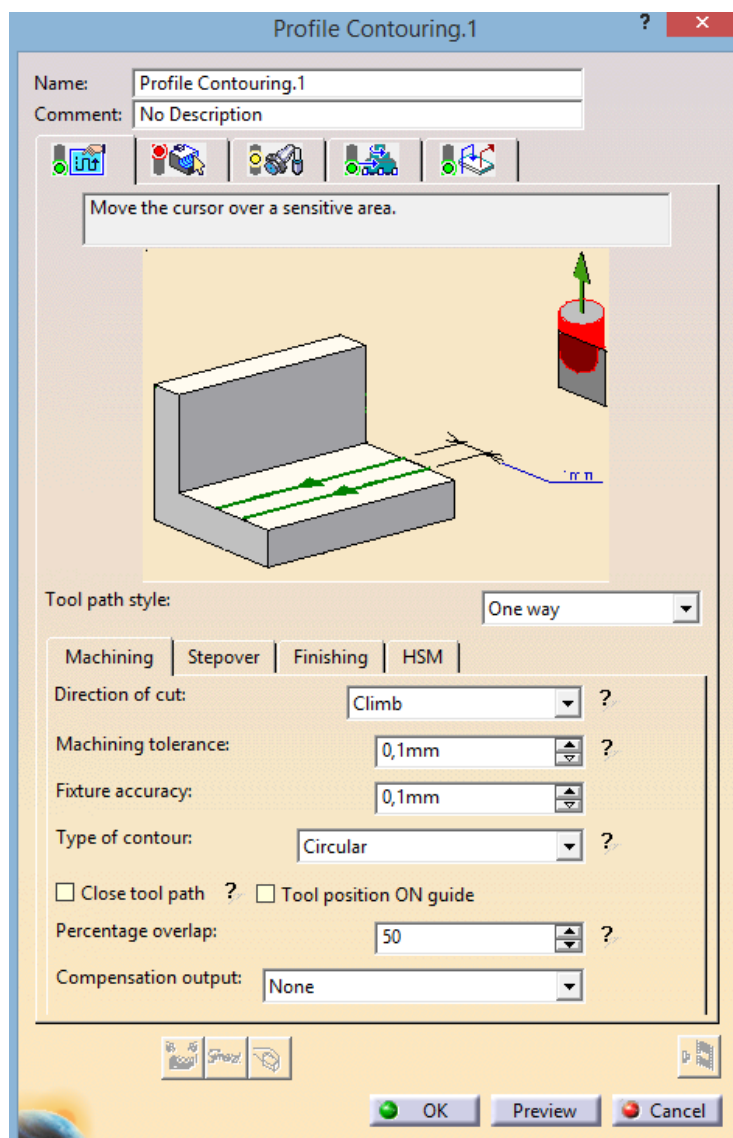 Profile Contouring.1
?
Name: Profile Contouring.1
Comment: No Description
Move the cursor over a sensitive area.
Tool path style: One way
Machining Stepover Finishing HSM
Direction of cut: Climb ?
Machining tolerance: 0,1mm ?
Fixture accuracy: 0,1mm
Type of contour: Circular ?
Close tool path ? Tool position ON guide
Percentage overlap: 50 ?
Compensation output: None
OK Preview Cancel